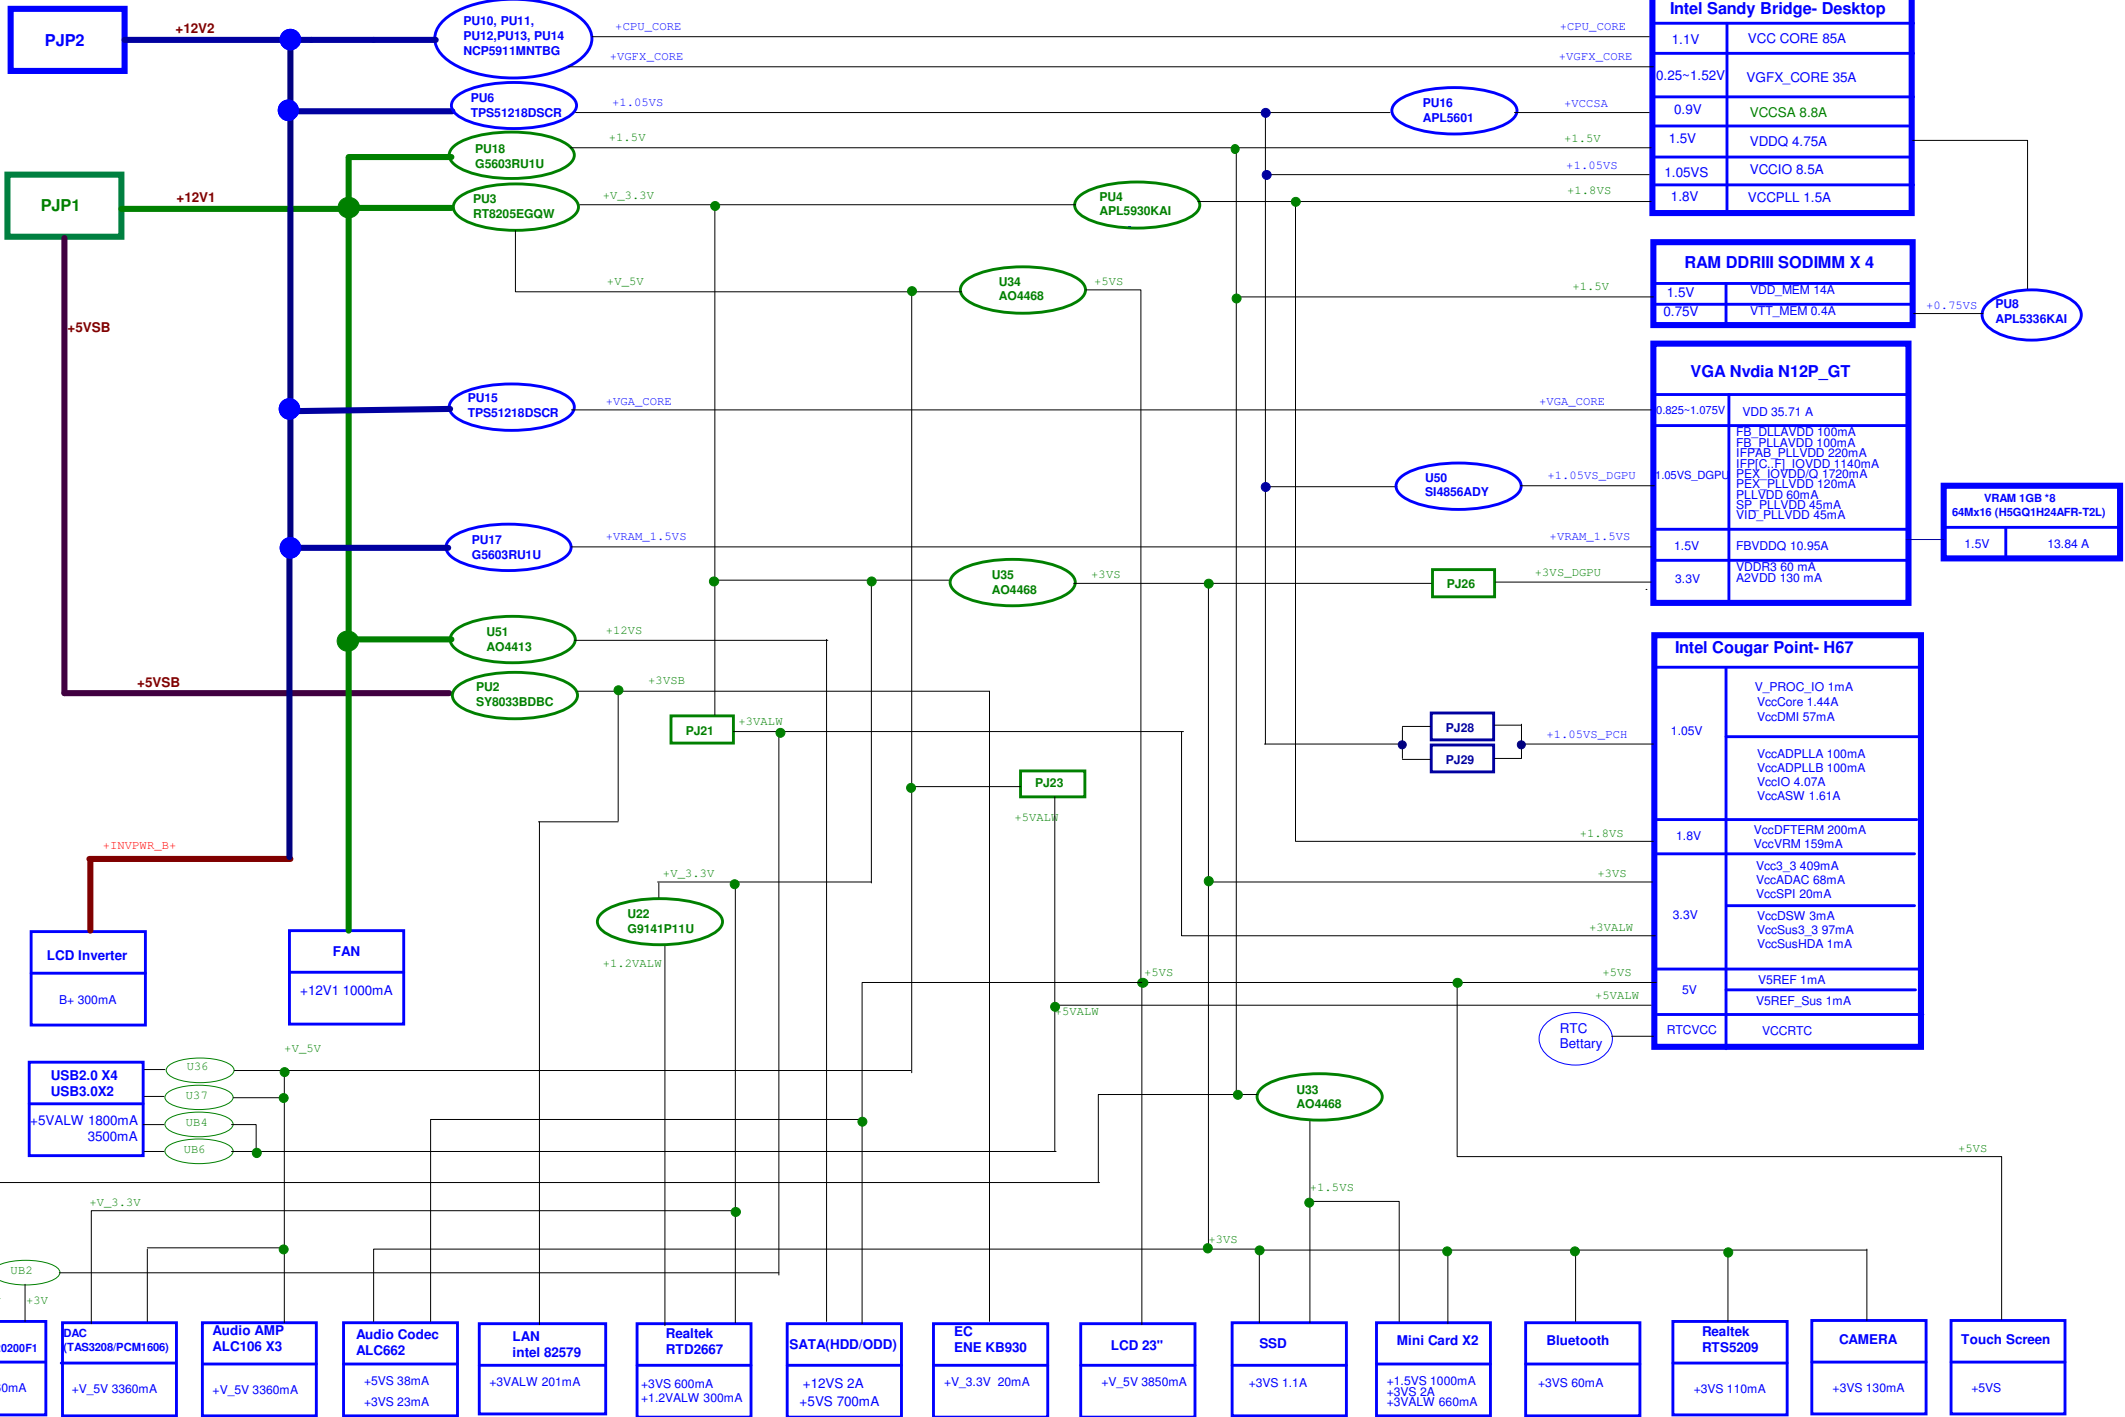 PJP2
+12V2
PU10, PU11,
PU12,PU13, PU14
NCP5911MNTBG
+CPU_CORE
+CPU_CORE
+VGFX_CORE
+VGFX_CORE
Intel Sandy Bridge- Desktop
1.1V
VCC CORE 85A
0.25~1.52V
VGFX_CORE 35A
0.9V
VCCSA 8.8A
1.5V
VDDQ 4.75A
1.05VS
VCCIO 8.5A
1.8V
VCCPLL 1.5A
PU6
TPS51218DSCR
+1.05VS
PU16
APL5601
+VCCSA
PU18
G5603RU1U
+1.5V
+1.5V
+1.05VS
PJP1
+12V1
PU3
RT8205EGQW
+V_3.3V
PU4
APL5930KAI
+1.8VS
+V_5V
U34
AO4468
+5VS
+1.5V
RAM DDRIII SODIMM X 4
1.5V
VDD_MEM 14A
0.75V
VTT_MEM 0.4A
+0.75VS
PU8
APL5336KAI
+5VSB
VGA Nvdia N12P_GT
0.825~1.075V
VDD 35.71 A
1.05VS_DGPU
FB_DLLAVDD 100mA
FB_PLLAVDD 100mA
IFPAB_PLLVDD 220mA
IFP[C..F]_IOVDD 1140mA
PEX_IOVDD/Q 1720mA
PEX_PLLVDD 120mA
PLLVDD 60mA
SP_PLLVDD 45mA
VID_PLLVDD 45mA
1.5V
FBVDDQ 10.95A
3.3V
VDDR3 60 mA
A2VDD 130 mA
PU15
TPS51218DSCR
+VGA_CORE
+VGA_CORE
U50
SI4856ADY
+1.05VS_DGPU
VRAM 1GB *8
64Mx16 (H5GQ1H24AFR-T2L)
1.5V
13.84 A
PU17
G5603RU1U
+VRAM_1.5VS
+VRAM_1.5VS
U35
AO4468
+3VS
PJ26
+3VS_DGPU
U51
AO4413
+12VS
+5VSB
PU2
SY8033BDBC
+3VSB
PJ21
+3VALW
PJ23
+5VALW
PJ28
PJ29
+1.05VS_PCH
Intel Cougar Point- H67
1.05V
V_PROC_IO 1mA
VccCore 1.44A
VccDMI 57mA
VccADPLLA 100mA
VccADPLLB 100mA
VccIO 4.07A
VccASW 1.61A
1.8V
VccDFTERM 200mA
VccVRM 159mA
3.3V
Vcc3_3 409mA
VccADAC 68mA
VccSPI 20mA
VccDSW 3mA
VccSus3_3 97mA
VccSusHDA 1mA
5V
V5REF 1mA
V5REF_Sus 1mA
RTCVCC
VCCRTC
+1.8VS
+3VS
+3VALW
+5VS
+5VS
+5VALW
+5VALW
RTC
Bettary
+INVPWR_B+
LCD Inverter
B+ 300mA
FAN
+12V1 1000mA
+V_3.3V
U22
G9141P11U
+1.2VALW
+V_5V
USB2.0 X4
USB3.0X2
+5VALW 1800mA
3500mA
U36
U37
UB4
UB6
U33
AO4468
+1.5VS
+5VS
+V_3.3V
+3VS
UB2
+3V
0200F1
0mA
DAC
(TAS3208/PCM1606)
+V_5V 3360mA
Audio AMP
ALC106 X3
+V_5V 3360mA
Audio Codec
ALC662
+5VS 38mA
+3VS 23mA
LAN
intel 82579
+3VALW 201mA
Realtek
RTD2667
+3VS 600mA
+1.2VALW 300mA
SATA(HDD/ODD)
+12VS 2A
+5VS 700mA
EC
ENE KB930
+V_3.3V 20mA
LCD 23"
+V_5V 3850mA
SSD
+3VS 1.1A
Mini Card X2
+1.5VS 1000mA
+3VS 2A
+3VALW 660mA
Bluetooth
+3VS 60mA
Realtek
RTS5209
+3VS 110mA
CAMERA
+3VS 130mA
Touch Screen
+5VS